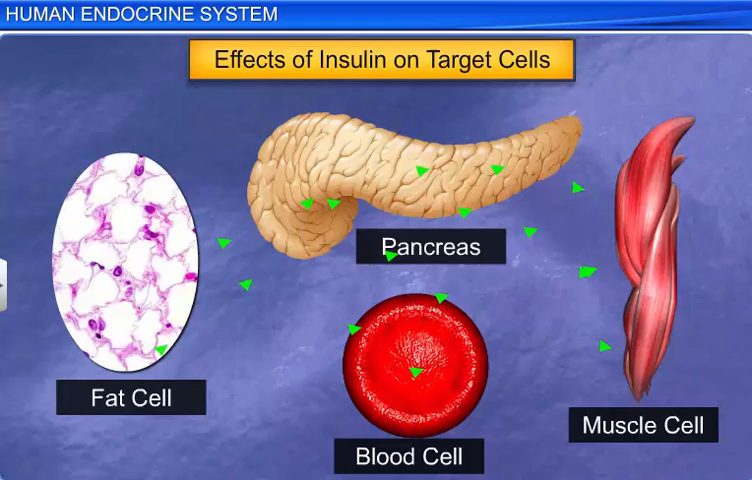 HUMAN ENDOCRINE SYSTEM
Effects of Insulin on Target Cells
Pancreas
Fat Cell
Muscle Cell
Blood Cell